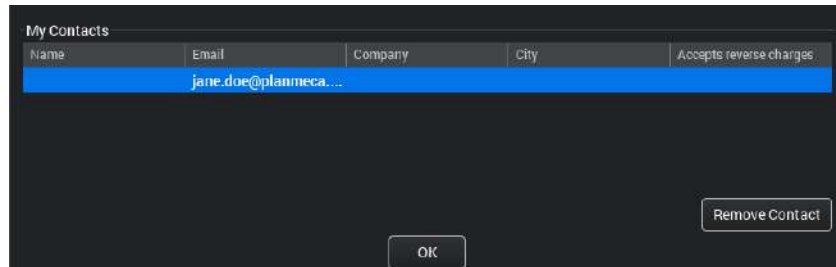 My Contacts
Name Email Company City Accepts reverse charges
jane.doe@planmeca....
Remove Contact
OK